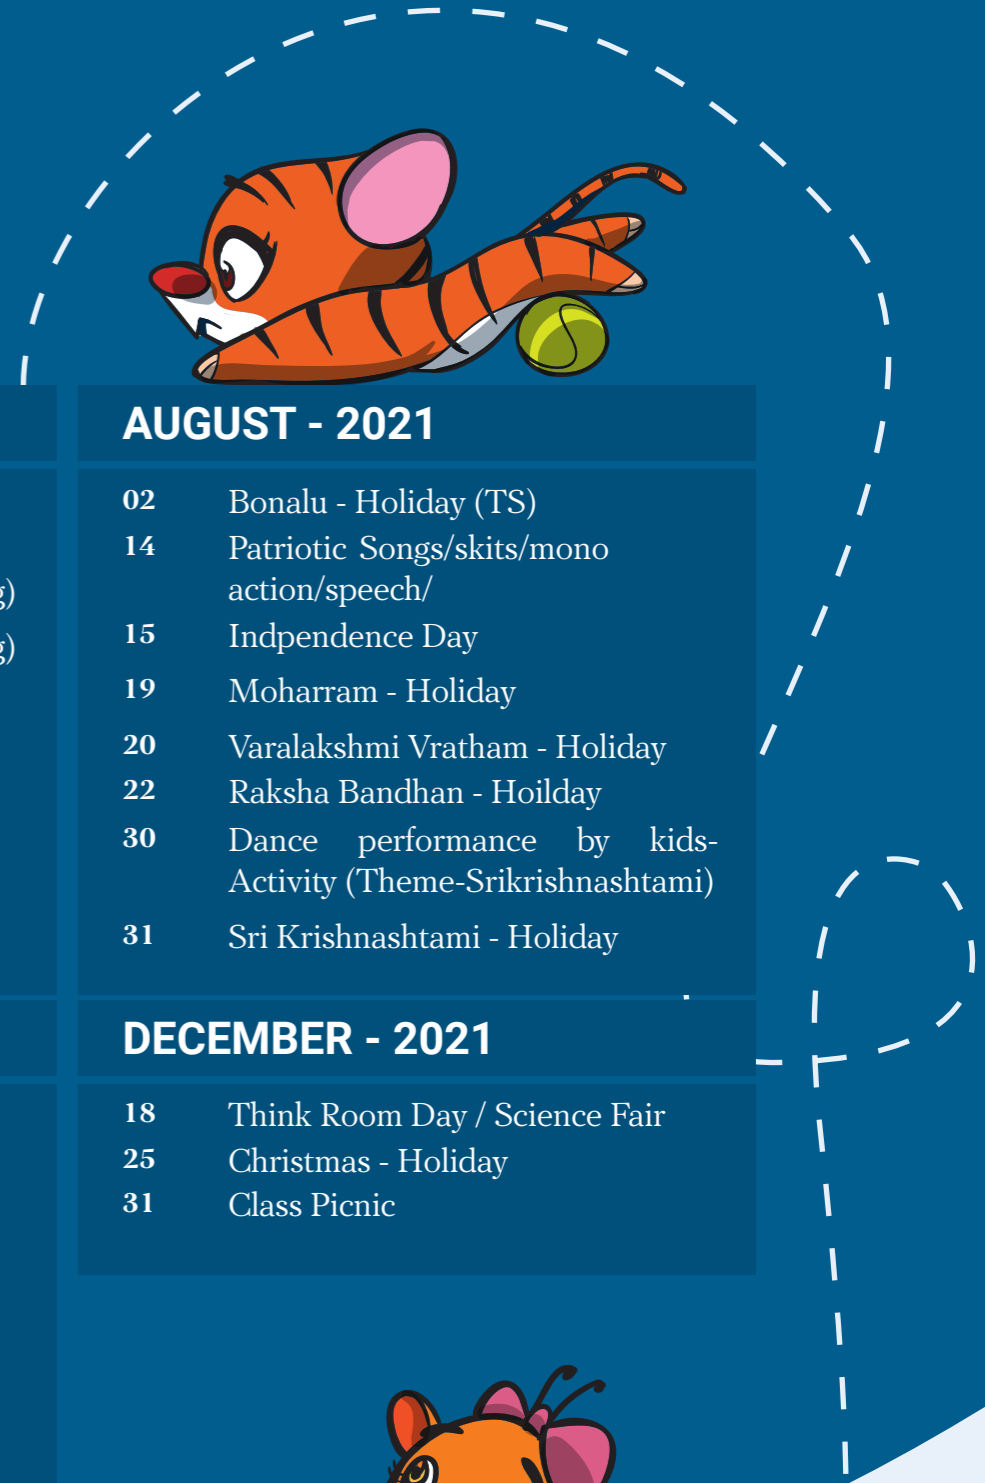 g)
g)
AUGUST - 2021
02 Bonalu - Holiday (TS)
14 Patriotic Songs/skits/mono
action/speech/
15 Indpendence Day
19 Moharram - Holiday
20 Varalakshmi Vratham - Holiday
22 Raksha Bandhan - Hoilday
30 Dance performance by kids-
Activity (Theme-Srikrishnashtami)
31 Sri Krishnashtami - Holiday
DECEMBER - 2021
18 Think Room Day / Science Fair
25 Christmas - Holiday
31 Class Picnic